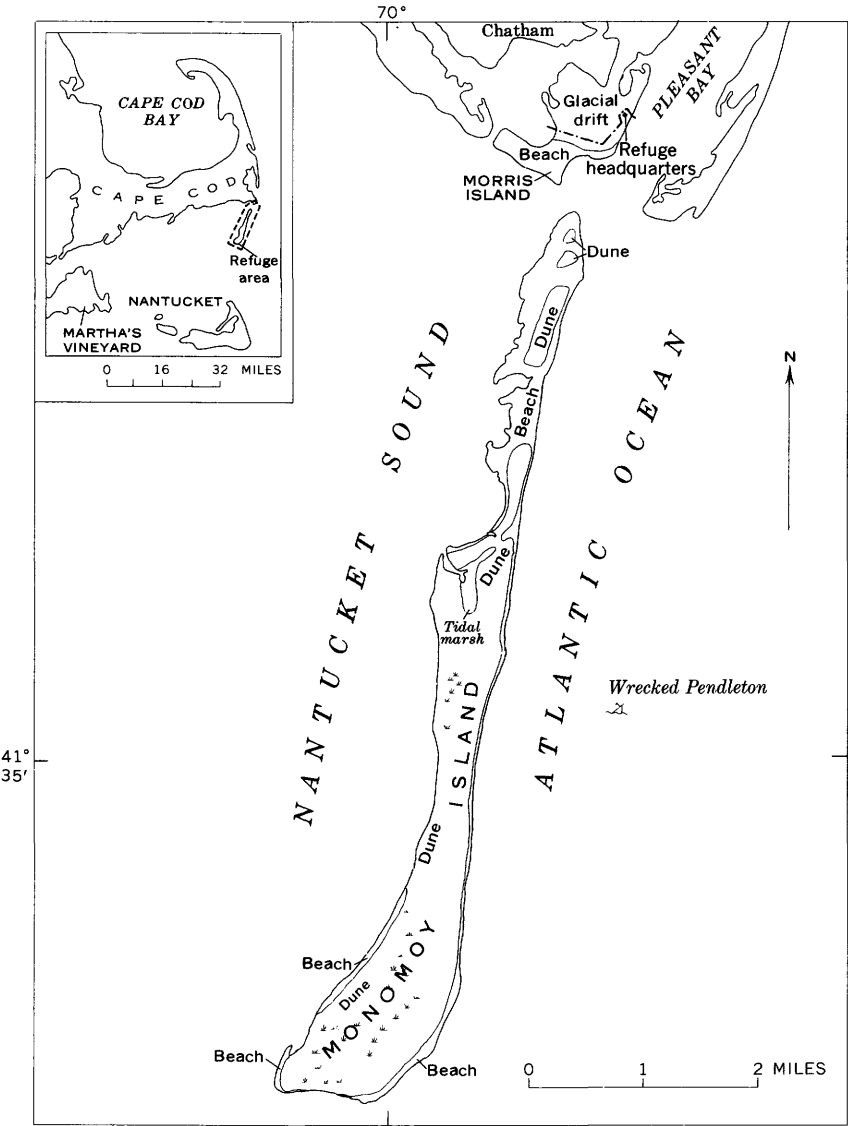 70°
Chatham
PLEASANT
BAY
Glacial
drift
Beach
Refuge
headquarters
MORRIS
ISLAND
CAPE COD
BAY
CAPE COD
Refuge
area
NANTUCKET
MARTHA'S
VINEYARD
0 16 32 MILES
Dune
Dune
Beach
N
NANTUCKET SOUND
ATLANTIC OCEAN
Dune
Tidal
marsh
Wrecked Pendleton
41°
35′
MONOMOY ISLAND
Dune
Beach
Dune
Beach
Beach
0 1 2 MILES